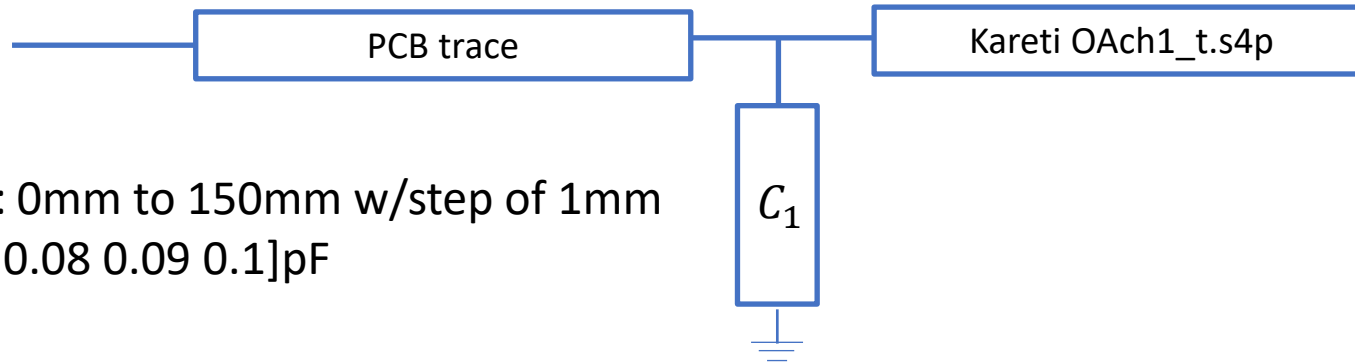 PCB trace
Kareti OAch1_t.s4p
: 0mm to 150mm w/step of 1mm
0.08 0.09 0.1]pF
C₁